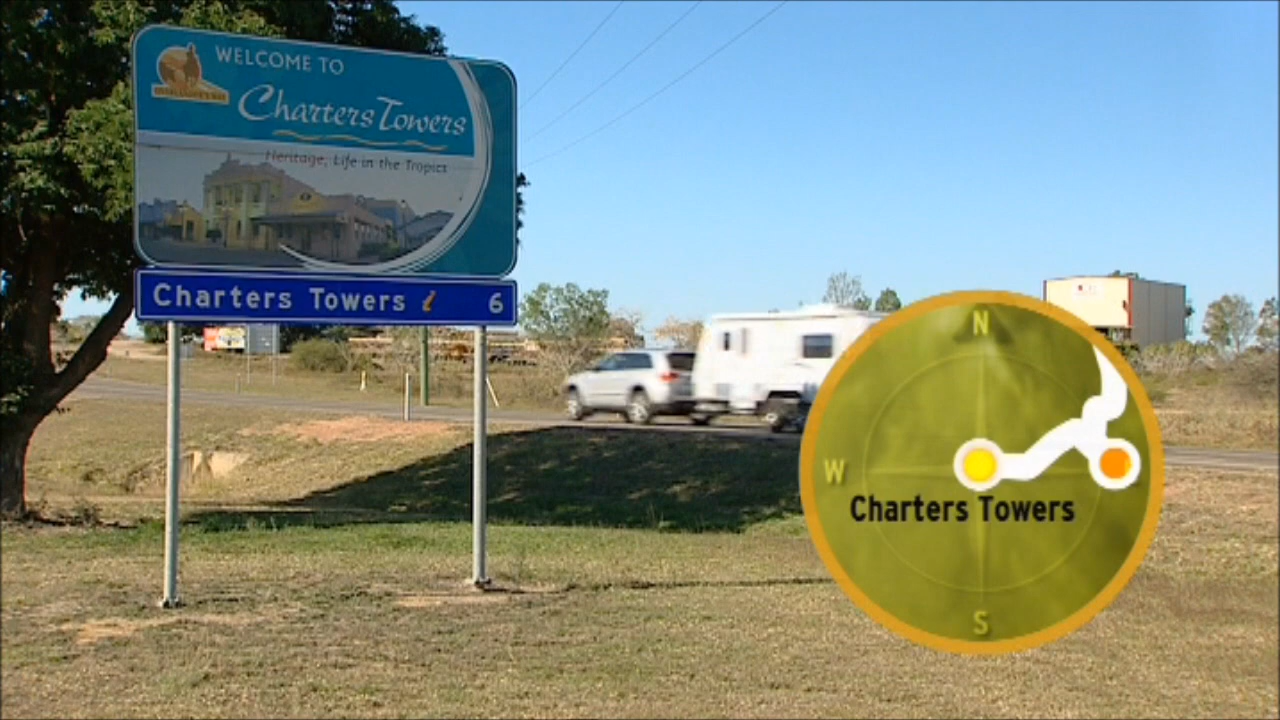 WELCOME TO
Charters Towers
Heritage, Life in the Tropics
Charters Towers i 6
N
W
Charters Towers
S